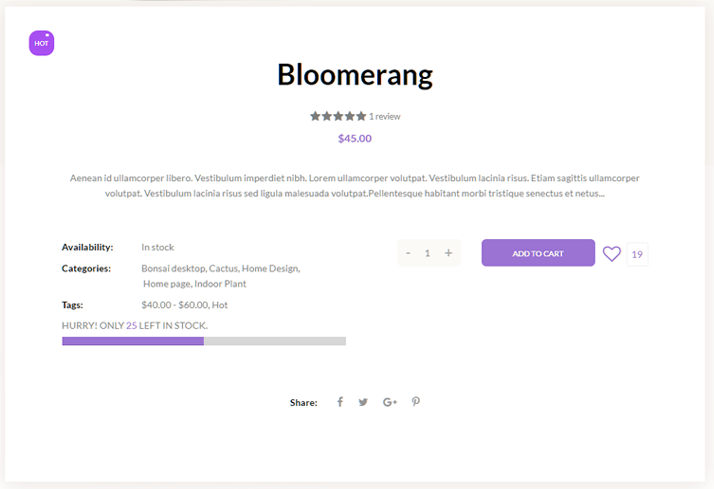 HOT
Bloomerang
1 review
$45.00
Aenean id ullamcorper libero. Vestibulum imperdiet nibh. Lorem ullamcorper volutpat. Vestibulum lacinia risus. Etiam sagittis ullamcorper
volutpat. Vestibulum lacinia risus sed ligula malesuada volutpat.Pellentesque habitant morbi tristique senectus et netus...
Availability: In stock
- 1 +
ADD TO CART
19
Categories: Bonsai desktop, Cactus, Home Design,
Home page, Indoor Plant
Tags: $40.00 - $60.00, Hot
HURRY! ONLY 25 LEFT IN STOCK.
Share: f G+